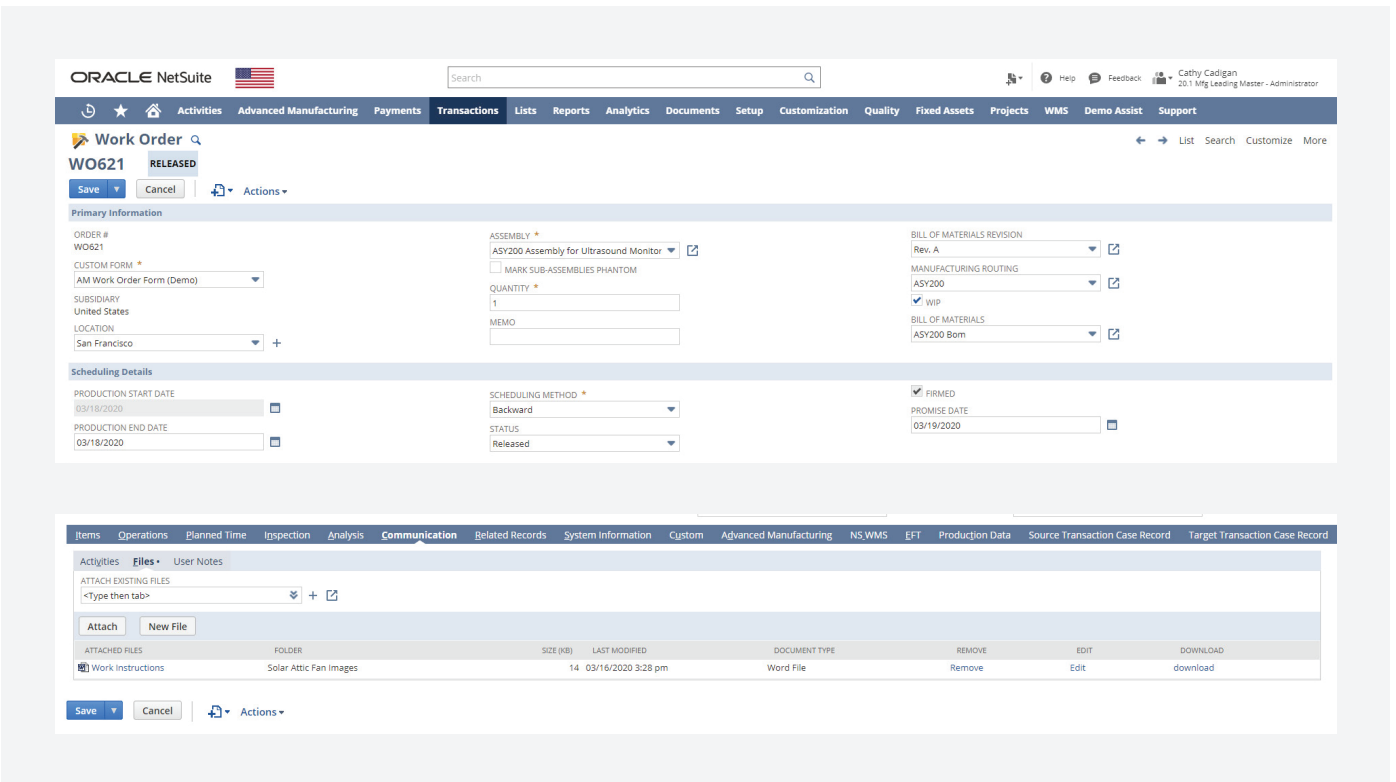 ORACLE NetSuite
Search
Help
Feedback
Cathy Cadigan
20.1 Mfg Leading Master - Administrator
Activities Advanced Manufacturing Payments Transactions Lists Reports Analytics Documents Setup Customization Quality Fixed Assets Projects WMS Demo Assist Support
Work Order
List Search Customize More
WO621 RELEASED
Save Cancel Actions
Primary Information
ORDER #
WO621
CUSTOM FORM *
AM Work Order Form (Demo)
SUBSIDIARY
United States
LOCATION
San Francisco
ASSEMBLY *
ASY200 Assembly for Ultrasound Monitor
MARK SUB-ASSEMBLIES PHANTOM
QUANTITY *
1
MEMO
BILL OF MATERIALS REVISION
Rev. A
MANUFACTURING ROUTING
ASY200
WIP
BILL OF MATERIALS
ASY200 Bom
Scheduling Details
PRODUCTION START DATE
03/18/2020
PRODUCTION END DATE
03/18/2020
SCHEDULING METHOD *
Backward
STATUS
Released
FIRMED
PROMISE DATE
03/19/2020
Items Operations Planned Time Inspection Analysis Communication Related Records System Information Custom Advanced Manufacturing NS_WMS EFT Production Data Source Transaction Case Record Target Transaction Case Record
Activities Files • User Notes
ATTACH EXISTING FILES
<Type then tab>
Attach New File
ATTACHED FILES FOLDER SIZE (KB) LAST MODIFIED DOCUMENT TYPE REMOVE EDIT DOWNLOAD
Work Instructions Solar Attic Fan Images 14 03/16/2020 3:28 pm Word File Remove Edit download
Save Cancel Actions